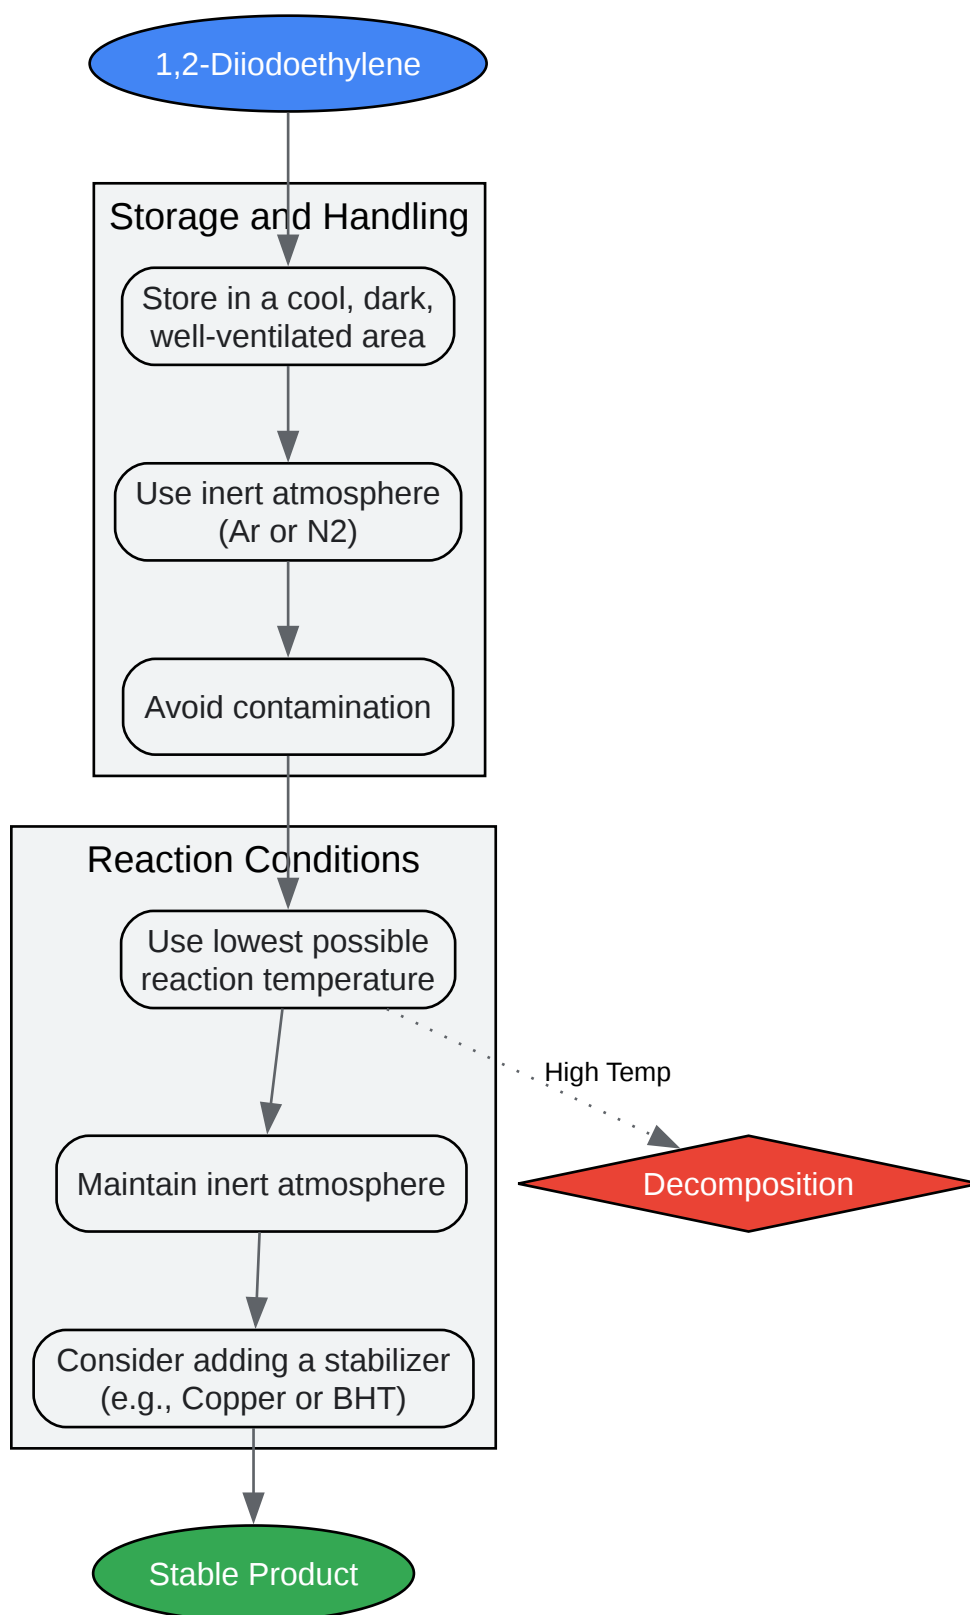 1,2-Diiodoethylene
Storage and Handling
Store in a cool, dark,
well-ventilated area
Use inert atmosphere
(Ar or N2)
Avoid contamination
Reaction Conditions
Use lowest possible
reaction temperature
High Temp
Maintain inert atmosphere
Decomposition
Consider adding a stabilizer
(e.g., Copper or BHT)
Stable Product